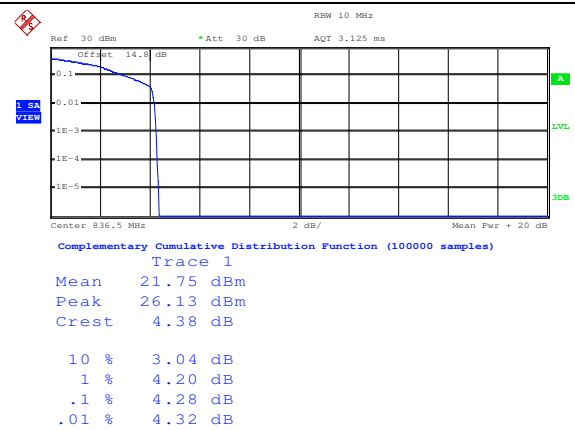 RBW 10 MHz
Ref 30 dBm *Att 30 dB AQT 3.125 ms
Offset 14.8 dB
0.1
A
0.01
1 SA
VIEW
1E-3
LVL
1E-4
1E-5
3DB
Center 836.5 MHz 2 dB/ Mean Pwr + 20 dB
Complementary Cumulative Distribution Function (100000 samples)
Trace 1
Mean 21.75 dBm
Peak 26.13 dBm
Crest 4.38 dB
10 % 3.04 dB
1 % 4.20 dB
.1 % 4.28 dB
.01 % 4.32 dB